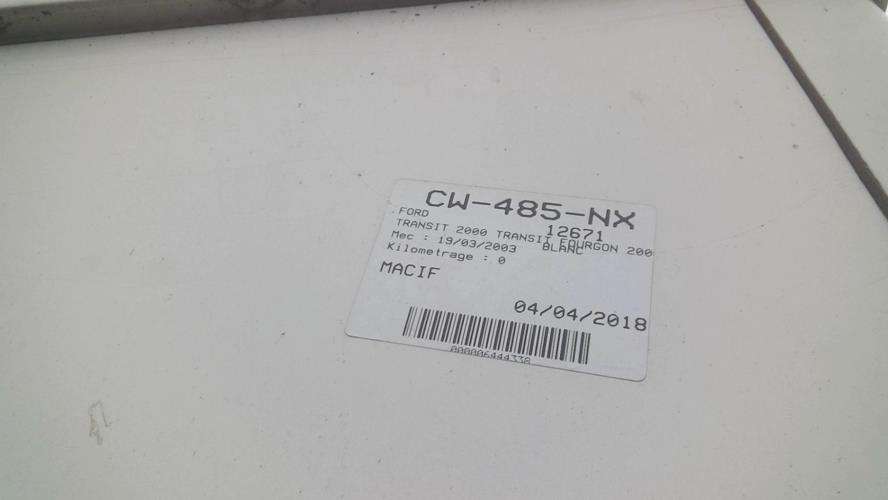 CW-485-NX
FORD
12671
TRANSIT 2000 TRANSIT FOURGON 200
Mec : 19/03/2003 BLANC
Kilometrage : 0
MACIF
04/04/2018
000006444338